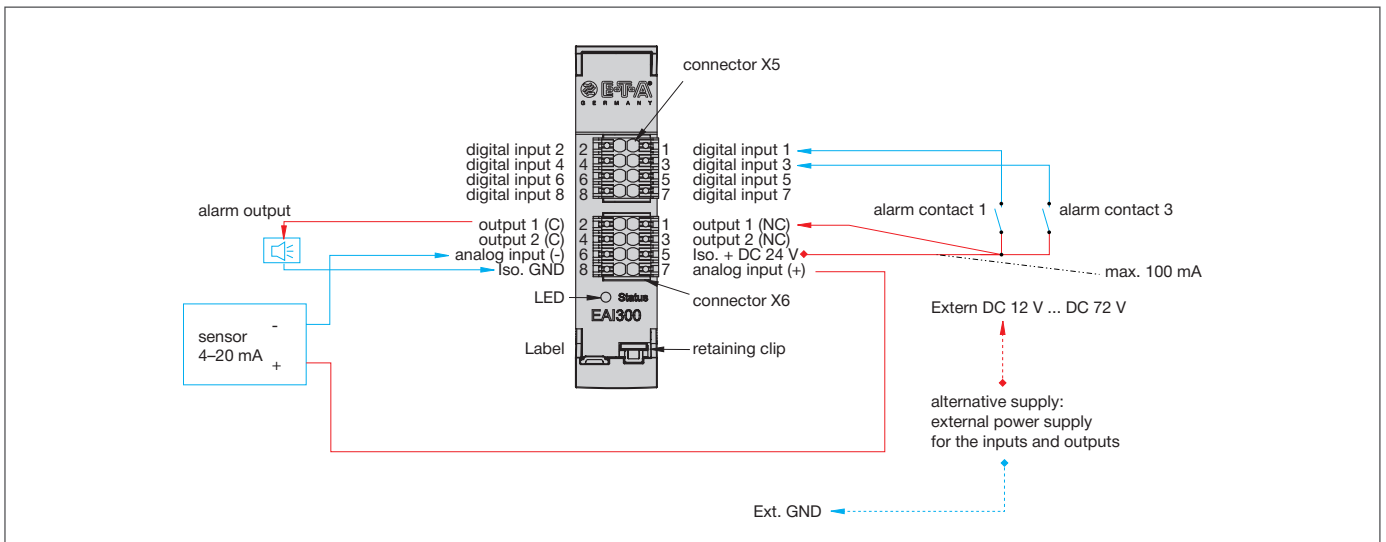 connector X5
E-T-A®
GERMANY
digital input 2 2 1 digital input 1
digital input 4 4 3 digital input 3
digital input 6 6 5 digital input 5
digital input 8 8 7 digital input 7
alarm output
alarm contact 1
alarm contact 3
output 1 (C) 2 1 output 1 (NC)
output 2 (C) 4 3 output 2 (NC)
analog input (-) 6 5 Iso. + DC 24 V
Iso. GND 8 7 analog input (+)
max. 100 mA
LED Status
connector X6
EAI300
Extern DC 12 V ... DC 72 V
sensor -
4–20 mA +
Label
retaining clip
alternative supply:
external power supply
for the inputs and outputs
Ext. GND